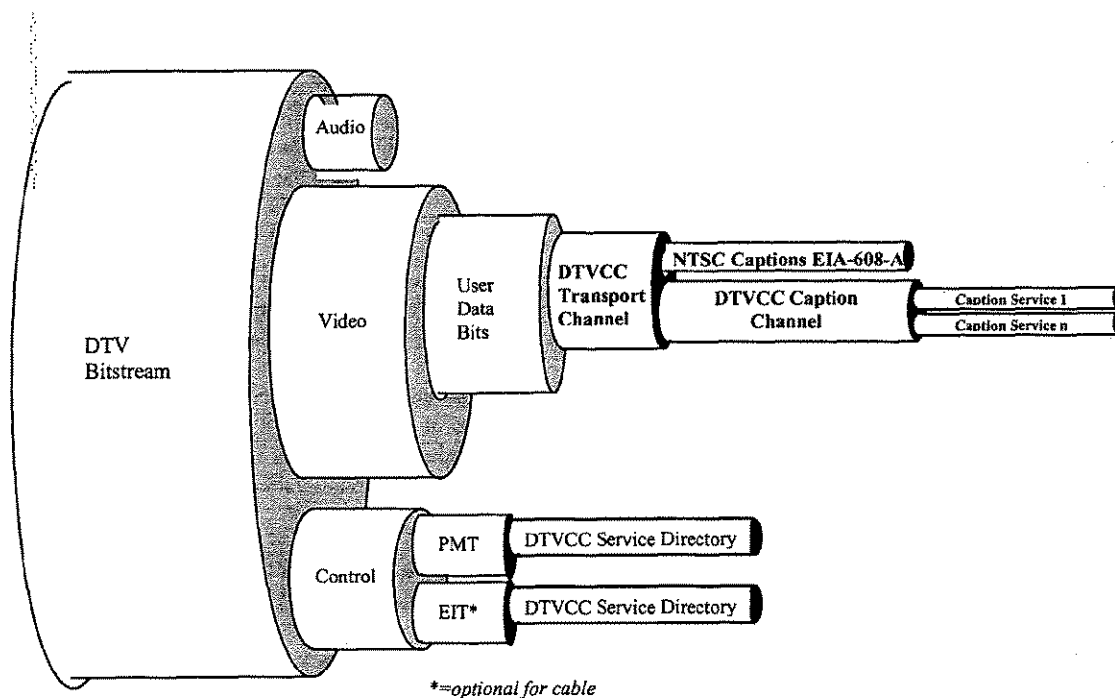 Audio
DTV
Bitstream
Video
User
Data
Bits
DTVCC
Transport
Channel
NTSC Captions EIA-608-A
DTVCC Caption
Channel
Caption Service 1
Caption Service n
Control
PMT
DTVCC Service Directory
EIT*
DTVCC Service Directory
*=optional for cable